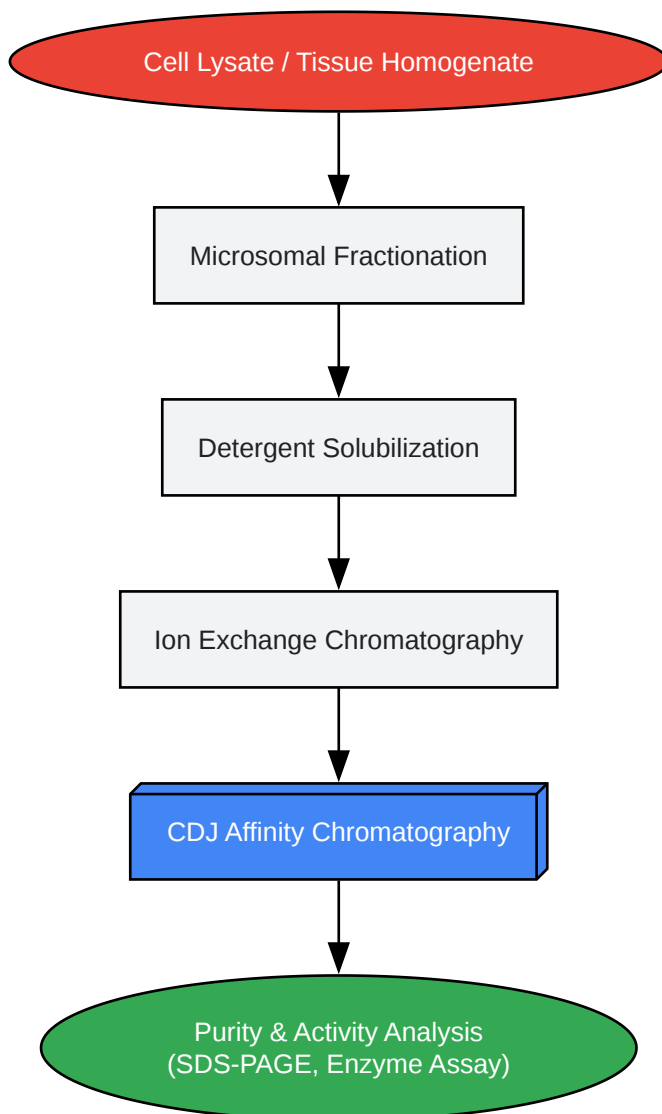 Cell Lysate / Tissue Homogenate
Microsomal Fractionation
Detergent Solubilization
Ion Exchange Chromatography
CDJ Affinity Chromatography
Purity & Activity Analysis
(SDS-PAGE, Enzyme Assay)